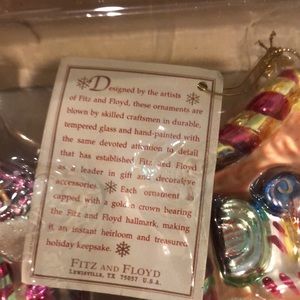 Designed by the artists
of Fitz and Floyd, these ornaments are
blown by skilled craftsmen in durable,
tempered glass and hand-painted with
the same devoted attention to detail
that has established Fitz and Floyd
as a leader in gift and decorative
accessories. Each ornament is
capped with a gold crown bearing
the Fitz and Floyd hallmark, making
it an instant heirloom and treasured
holiday keepsake.
FITZ AND FLOYD
LEWISVILLE, TX 75057 U.S.A.